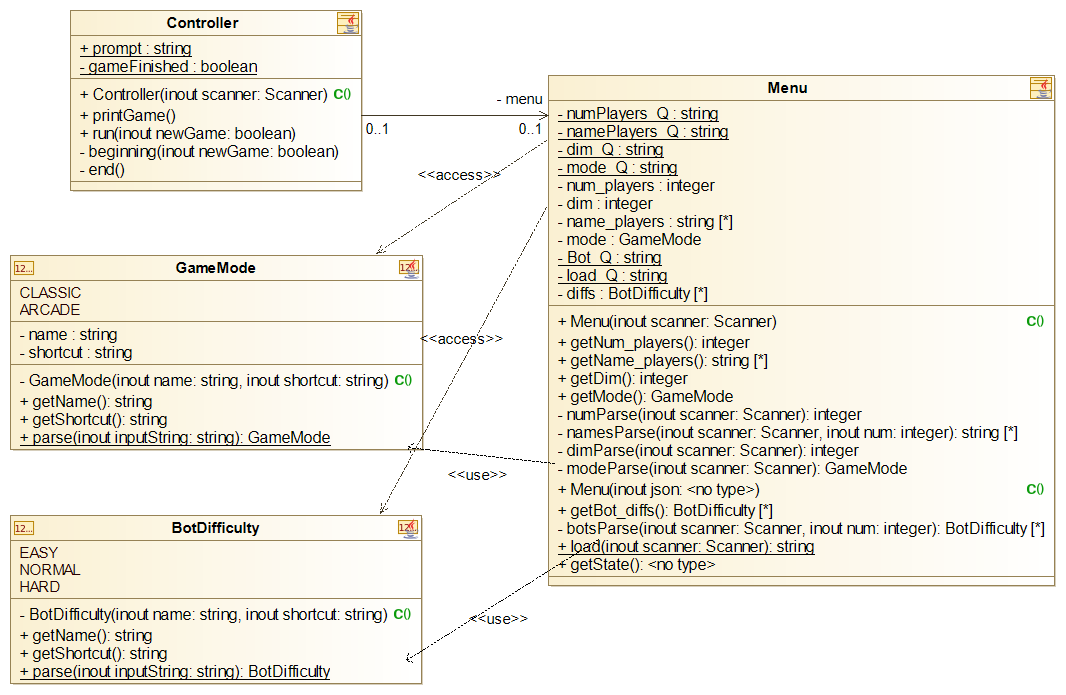 Controller
+ prompt : string
- gameFinished : boolean
+ Controller(inout scanner: Scanner) C()
+ printGame()
+ run(inout newGame: boolean)
- beginning(inout newGame: boolean)
- end()
- menu
0..1
0..1
<<access>>
<<access>>
<<use>>
<<use>>
Menu
- numPlayers_Q : string
- namePlayers_Q : string
- dim_Q : string
- mode_Q : string
- num_players : integer
- dim : integer
- name_players : string [*]
- mode : GameMode
- Bot_Q : string
- load_Q : string
- diffs : BotDifficulty [*]
+ Menu(inout scanner: Scanner) C()
+ getNum_players(): integer
+ getName_players(): string [*]
+ getDim(): integer
+ getMode(): GameMode
- numParse(inout scanner: Scanner): integer
- namesParse(inout scanner: Scanner, inout num: integer): string [*]
- dimParse(inout scanner: Scanner): integer
- modeParse(inout scanner: Scanner): GameMode
+ Menu(inout json: <no type>) C()
+ getBot_diffs(): BotDifficulty [*]
- botsParse(inout scanner: Scanner, inout num: integer): BotDifficulty [*]
+ load(inout scanner: Scanner): string
+ getState(): <no type>
12... GameMode 12...
CLASSIC
ARCADE
- name : string
- shortcut : string
- GameMode(inout name: string, inout shortcut: string) C()
+ getName(): string
+ getShortcut(): string
+ parse(inout inputString: string): GameMode
12... BotDifficulty 12...
EASY
NORMAL
HARD
- BotDifficulty(inout name: string, inout shortcut: string) C()
+ getName(): string
+ getShortcut(): string
+ parse(inout inputString: string): BotDifficulty